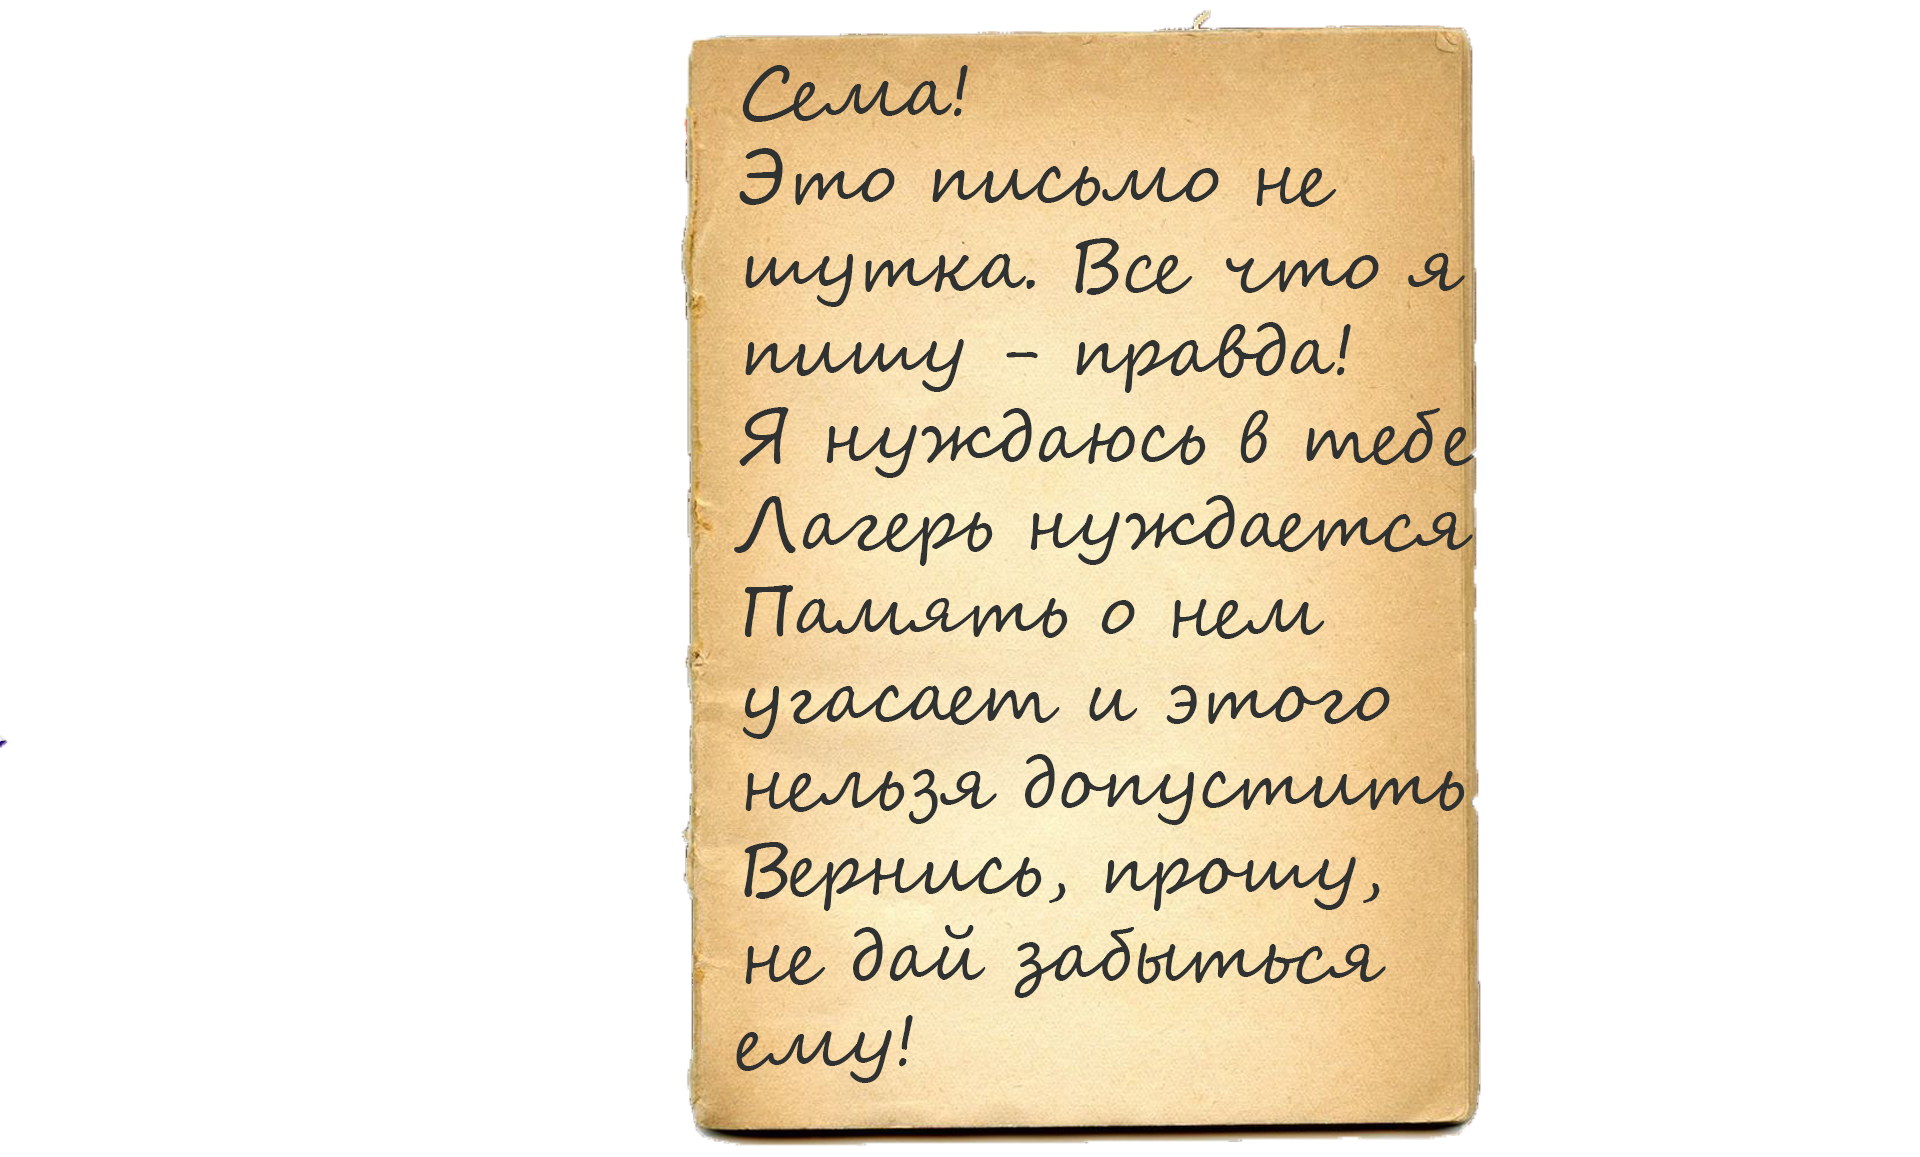 Сема!
Это письмо не
шутка. Все что я
пишу - правда!
Я нуждаюсь в тебе
Лагерь нуждается
Память о нем
угасает и этого
нельзя допустить
Вернись, прошу,
не дай забыться
ему!